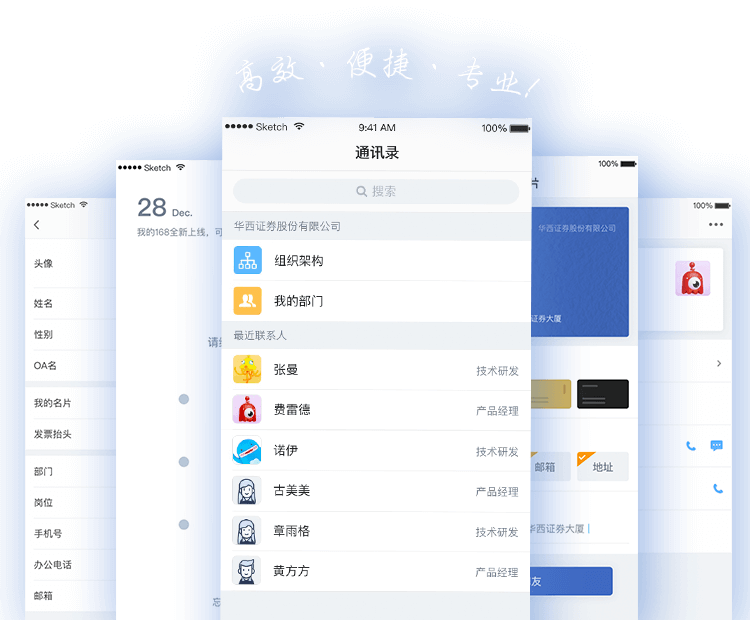 高效、便捷、专业!
Sketch 9:41 AM 100%
通讯录
搜索
华西证券股份有限公司
组织架构
我的部门
最近联系人
张曼 技术研发
费雷德 产品经理
诺伊 技术研发
古美美 产品经理
章雨格 技术研发
黄方方 产品经理
Sketch
28 Dec.
我的168全新上线，可
请
忘
Sketch
头像
姓名
性别
OA名
我的名片
发票抬头
部门
岗位
手机号
办公电话
邮箱
100%
片
华西证券股份有限公司
证券大厦
邮箱
地址
华西证券大厦
友
100%